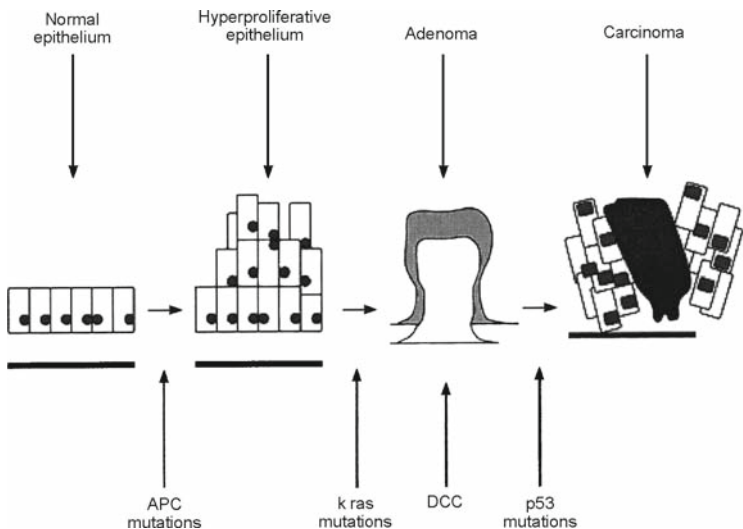 Normal
epithelium
Hyperproliferative
epithelium
Adenoma
Carcinoma
APC
mutations
k ras
mutations
DCC
p53
mutations